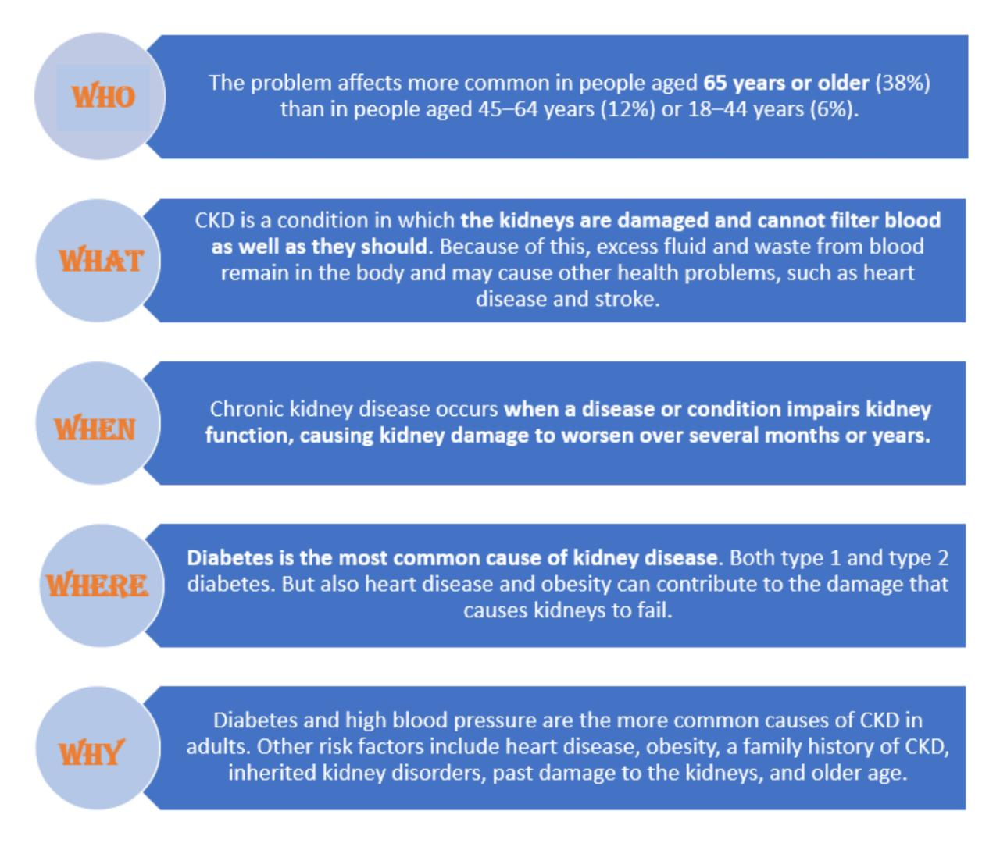 WHO
The problem affects more common in people aged 65 years or older (38%)
than in people aged 45–64 years (12%) or 18–44 years (6%).
WHAT
CKD is a condition in which the kidneys are damaged and cannot filter blood
as well as they should. Because of this, excess fluid and waste from blood
remain in the body and may cause other health problems, such as heart
disease and stroke.
WHEN
Chronic kidney disease occurs when a disease or condition impairs kidney
function, causing kidney damage to worsen over several months or years.
WHERE
Diabetes is the most common cause of kidney disease. Both type 1 and type 2
diabetes. But also heart disease and obesity can contribute to the damage that
causes kidneys to fail.
WHY
Diabetes and high blood pressure are the more common causes of CKD in
adults. Other risk factors include heart disease, obesity, a family history of CKD,
inherited kidney disorders, past damage to the kidneys, and older age.